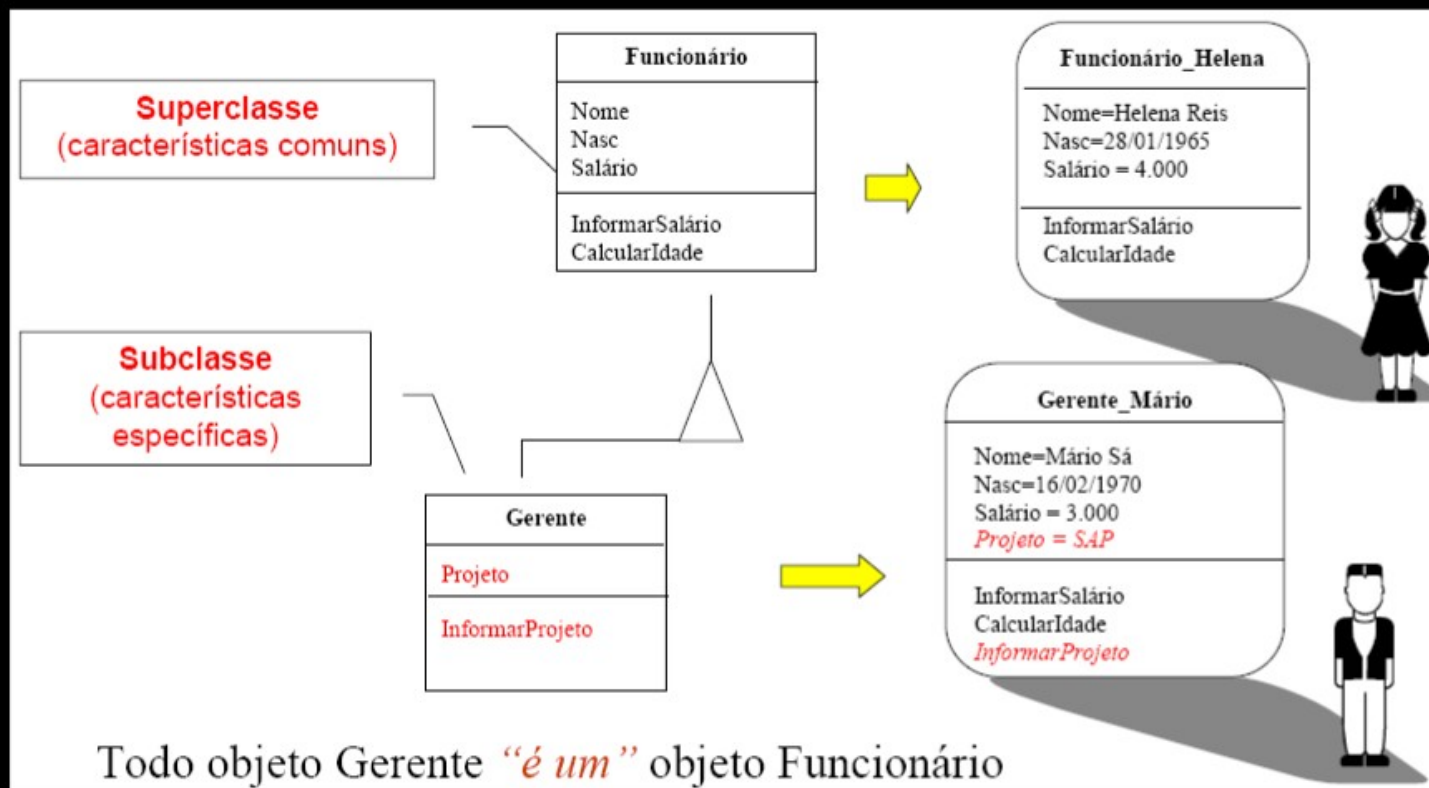 Superclasse
(características comuns)
Funcionário
Nome
Nasc
Salário
InformarSalário
CalcularIdade
Funcionário_Helena
Nome=Helena Reis
Nasc=28/01/1965
Salário = 4.000
InformarSalário
CalcularIdade
Subclasse
(características
específicas)
Gerente
Projeto
InformarProjeto
Gerente_Mário
Nome=Mário Sá
Nasc=16/02/1970
Salário = 3.000
Projeto = SAP
InformarSalário
CalcularIdade
InformarProjeto
Todo objeto Gerente “é um” objeto Funcionário